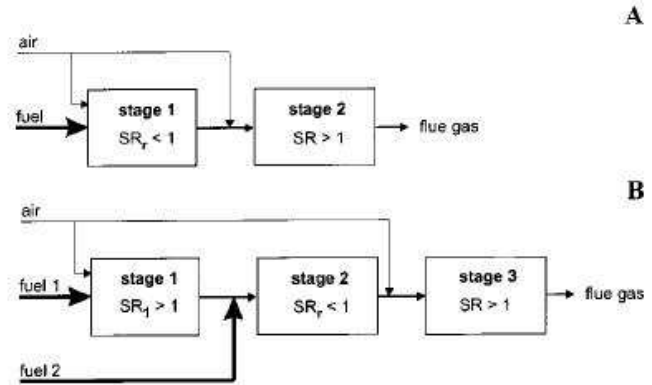 A
air
fuel
stage 1
SRr < 1
stage 2
SR > 1
flue gas
B
air
fuel 1
stage 1
SR1 > 1
stage 2
SRr < 1
stage 3
SR > 1
flue gas
fuel 2